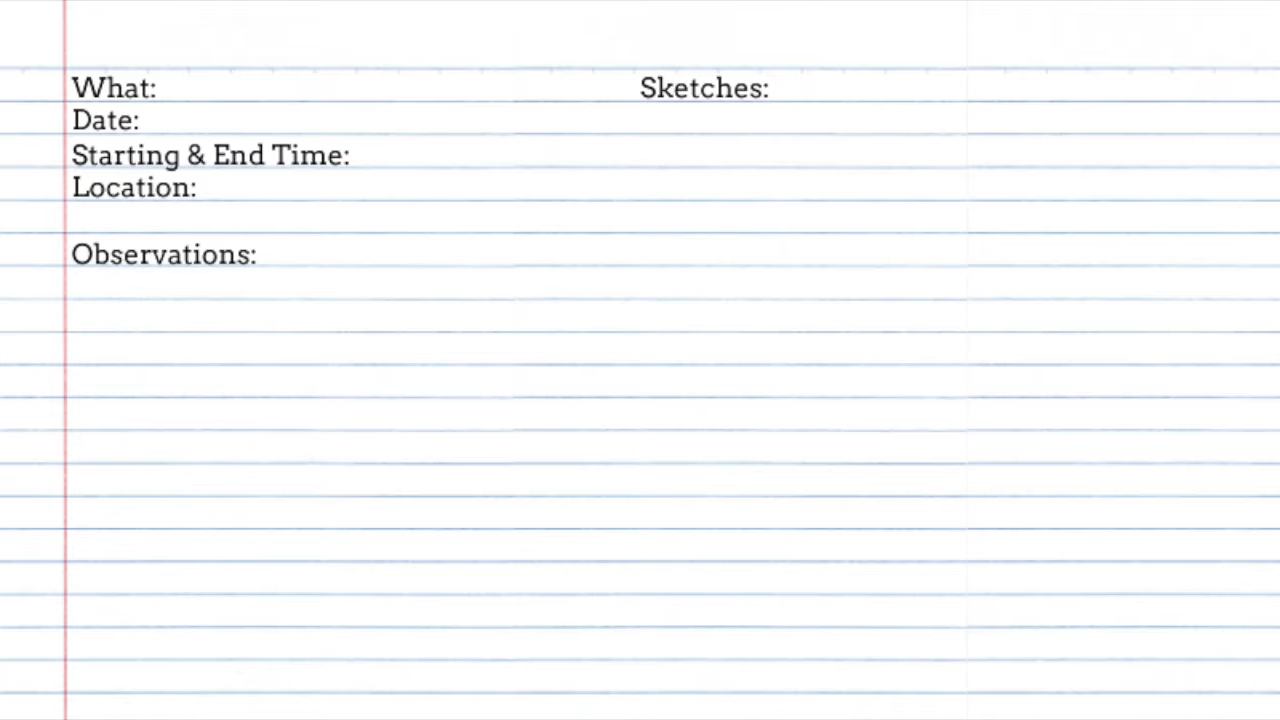 What:
Sketches:
Date:
Starting & End Time:
Location:
Observations: